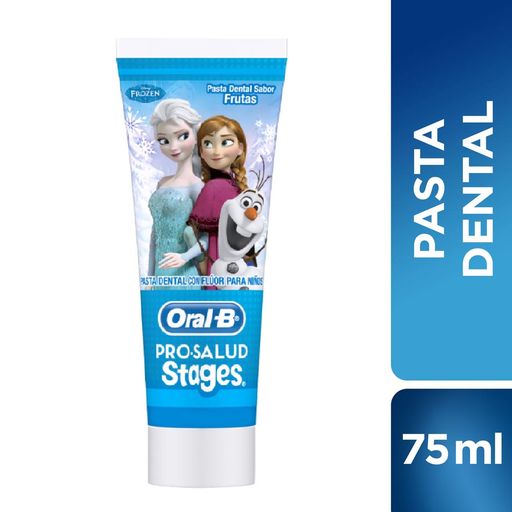 Disney
FROZEN
Pasta Dental Sabor
Frutas
PASTA DENTAL CON FLÚOR PARA NIÑOS
Oral-B®
PRO-SALUD
Stages®
PASTA
DENTAL
75 ml